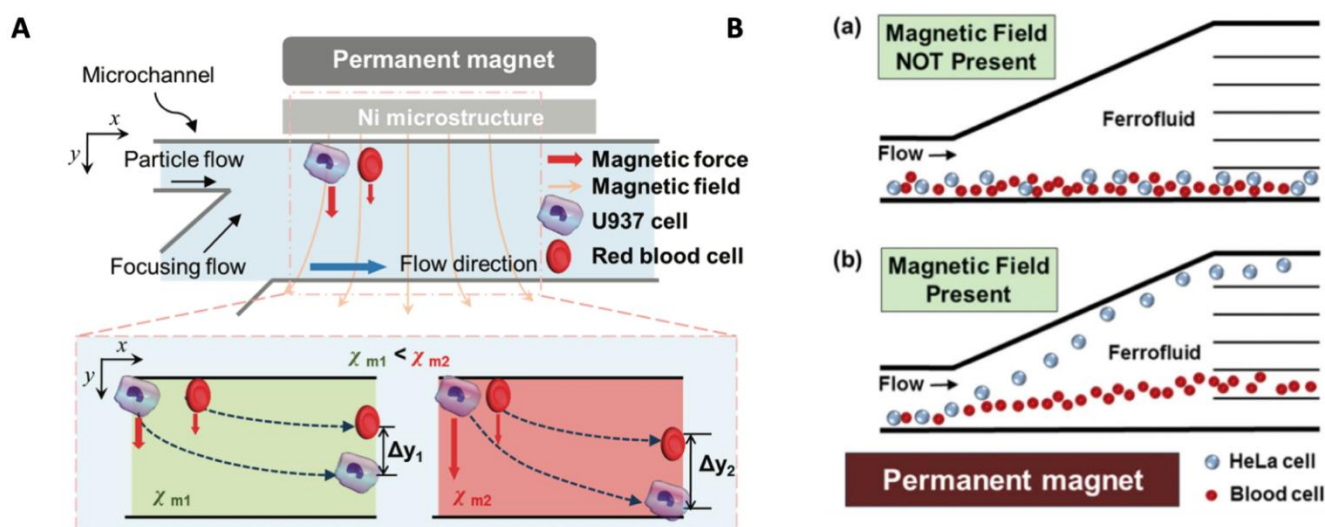 A
Permanent magnet
Ni microstructure
Microchannel
x
y
Particle flow
Focusing flow
Magnetic force
Magnetic field
U937 cell
Red blood cell
Flow direction
x
y
χ m1 < χ m2
Δy1
χ m1
Δy2
χ m2
B
(a)
Magnetic Field
NOT Present
Ferrofluid
Flow
(b)
Magnetic Field
Present
Ferrofluid
Flow
Permanent magnet
HeLa cell
Blood cell